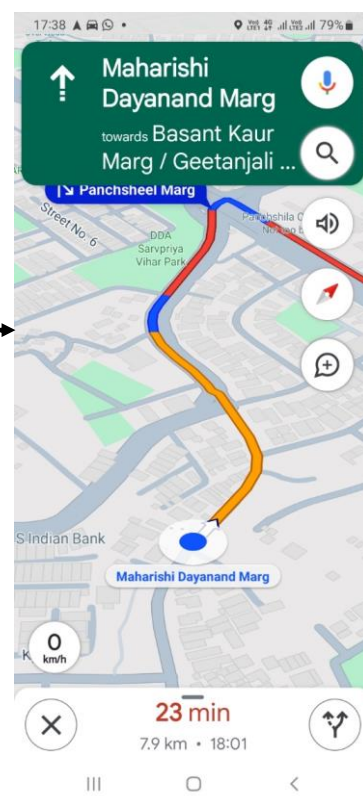 17:38
79%
Maharishi
Dayanand Marg
towards Basant Kaur
Marg / Geetanjali ...
Panchsheel Marg
Street No. 6
DDA
Sarvpriya
Vihar Park
S Indian Bank
Maharishi Dayanand Marg
0
km/h
K
23 min
7.9 km • 18:01